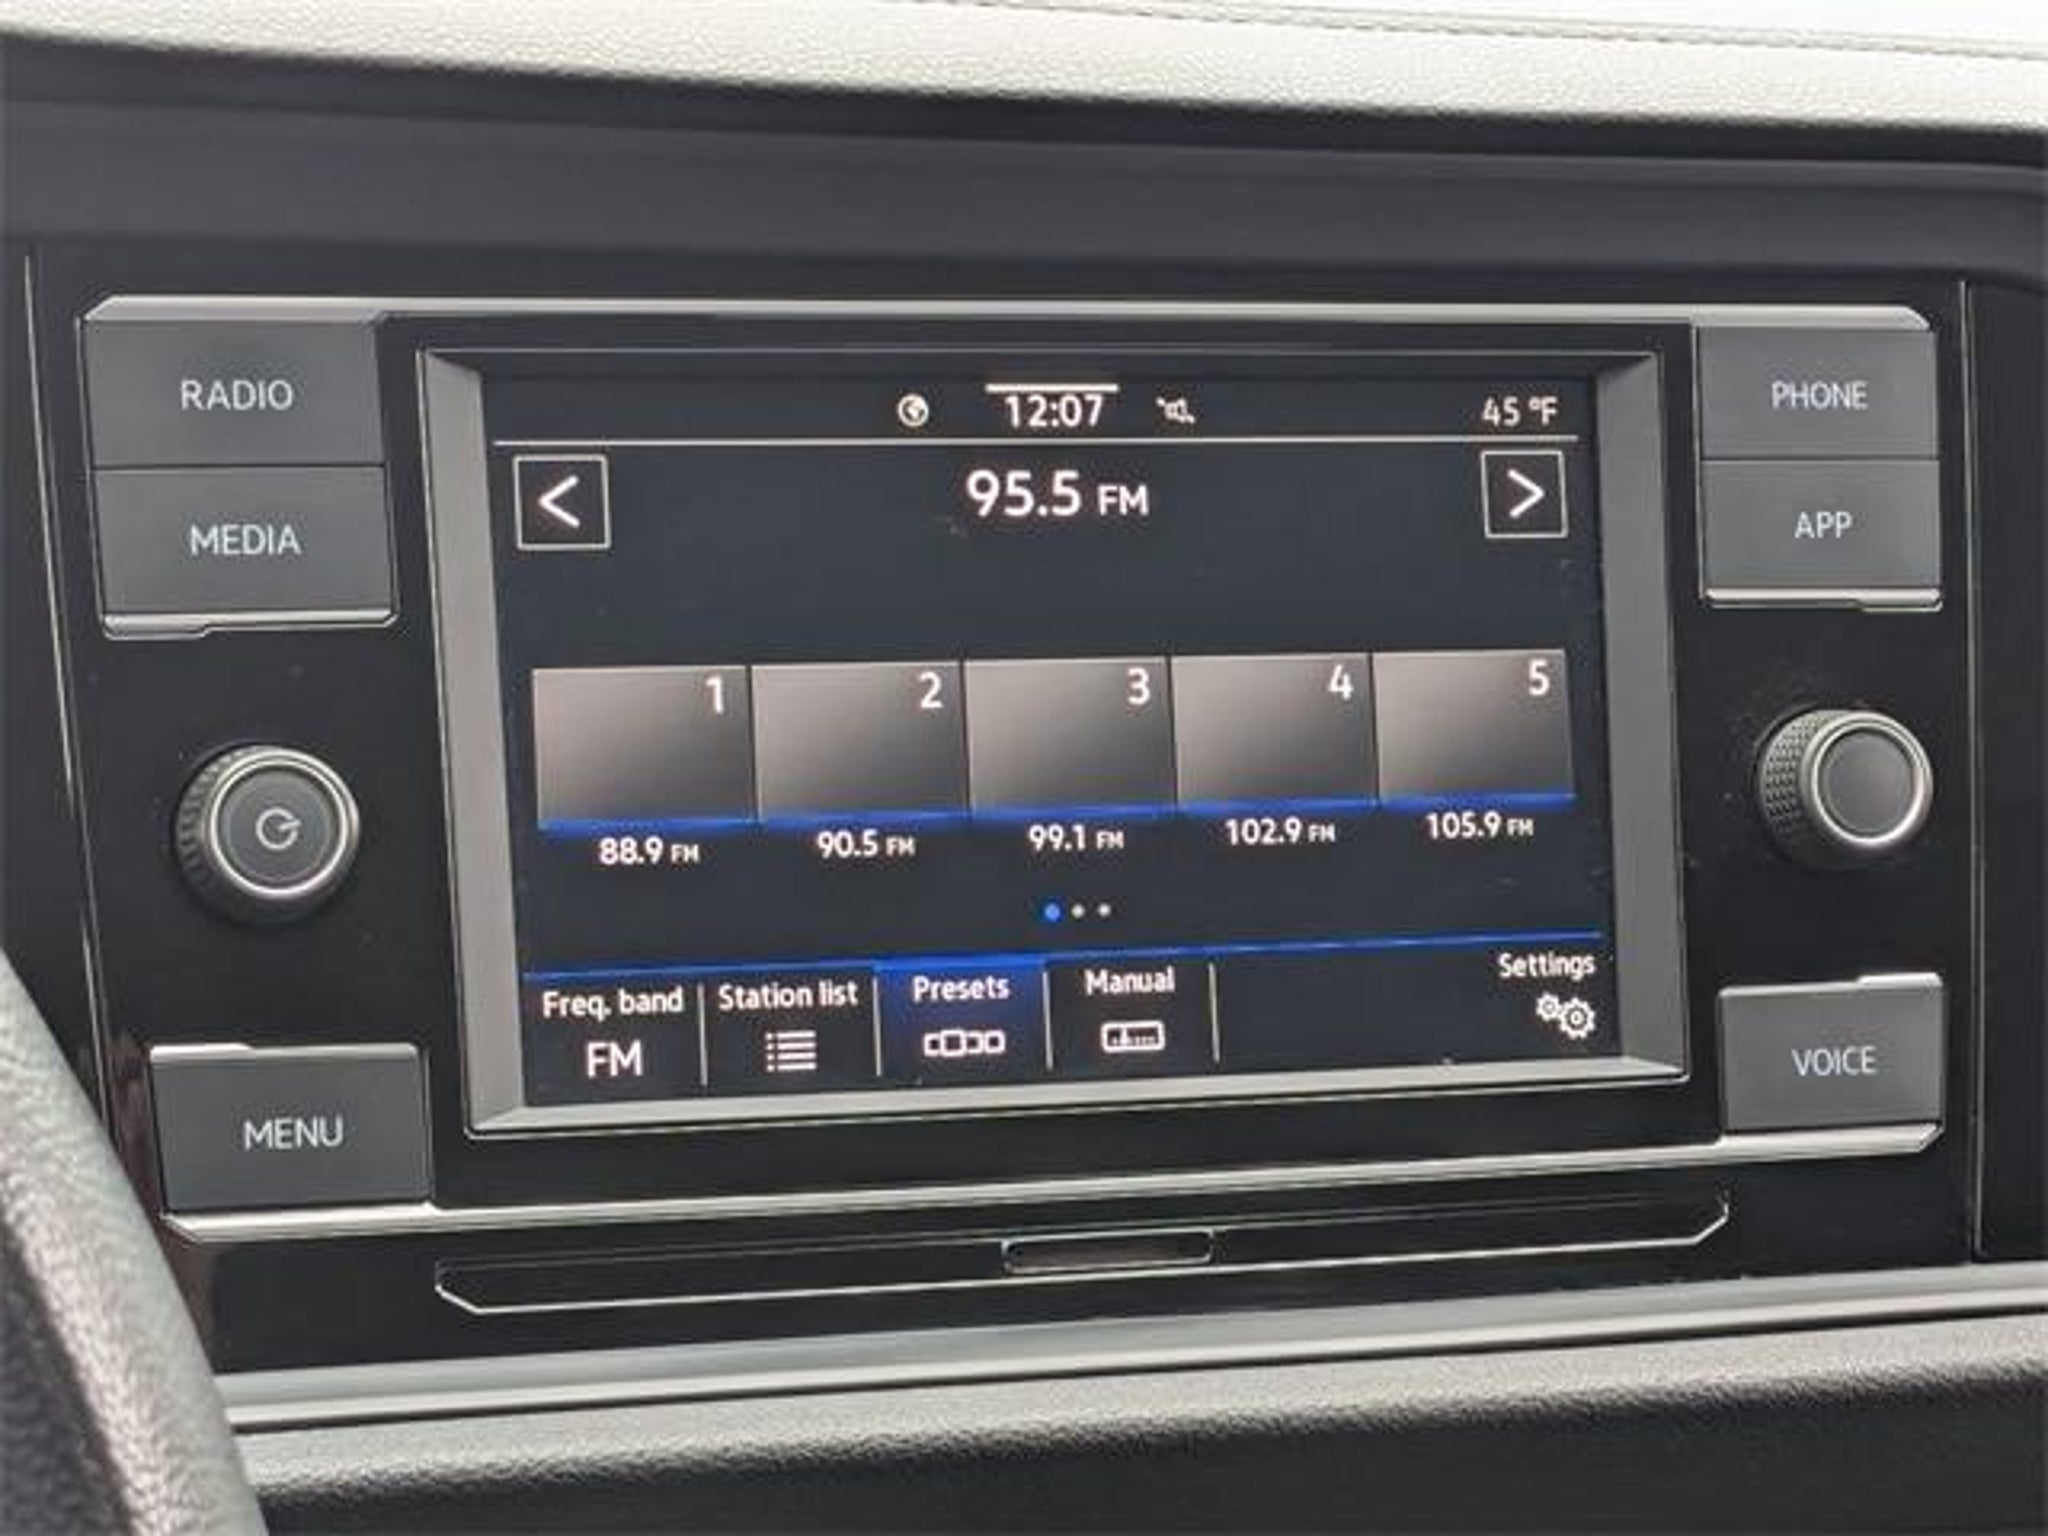 RADIO
MEDIA
MENU
12:07
45 °F
95.5 FM
1 2 3 4 5
88.9 FM 90.5 FM 99.1 FM 102.9 FM 105.9 FM
Freq. band Station list Presets Manual Settings
FM
PHONE
APP
VOICE